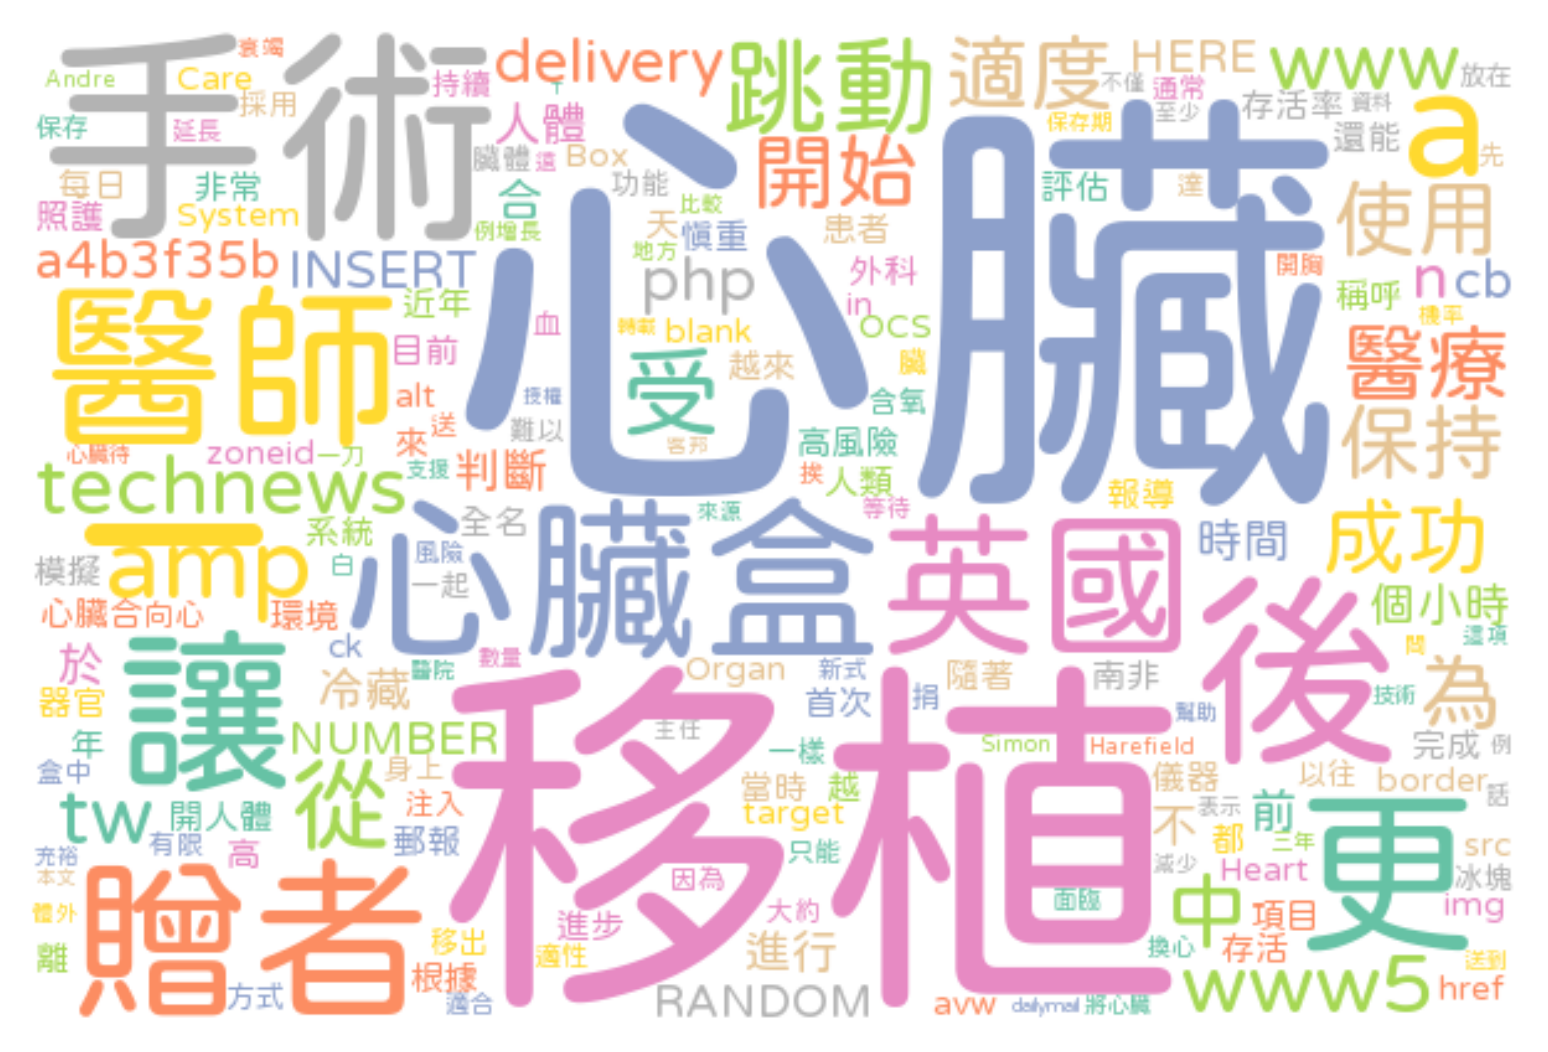 手術
衰竭
delivery
跳動
適度
HERE
www
放在
Andre
Care
持續
T
不僅
通常
資料
採用
人體
保存期
至少
存活率
還能
a
先
保存
延長
臟體
遠
Box
開始
每日
非常
功能
心臟
評估
達
使用
照護
System
合
比較
例增長
天
慎重
患者
地方
a4b3f35b
INSERT
php
外科
開胸
n
ncb
近年
in
稱呼
機率
醫師
血
轉載
blank
ocs
目前
受
越來
臟
醫療
alt
授權
含氧
送
來
難以
客邦
高風險
保持
心臟待
zoneid
一刀
支援
判斷
挨
人類
technews
報導
等待
來源
全名
系統
amp
心臟盒
英國
時間
成功
模擬
白
風險
一起
心臟合向心
環境
後
個小時
ck
數量
這項
問
於
讓
醫院
Organ
新式
隨著
南非
為
器官
冷藏
移植
首次
捐
技術
幫助
年
NUMBER
主任
一樣
Simon
Harefield
完成
例
盒中
從
身上
當時
越
儀器
以往
border
話
tw
開人體
注入
target
表示
前
更
有限
郵報
不
都
三年
src
充裕
高
只能
減少
Heart
冰塊
本文
因為
面臨
img
贈者
體外
大約
中
項目
進步
離
移出
適性
進行
換心
存活
送到
根據
方式
適合
RANDOM
avw
dailymail
將心臟
www5
href